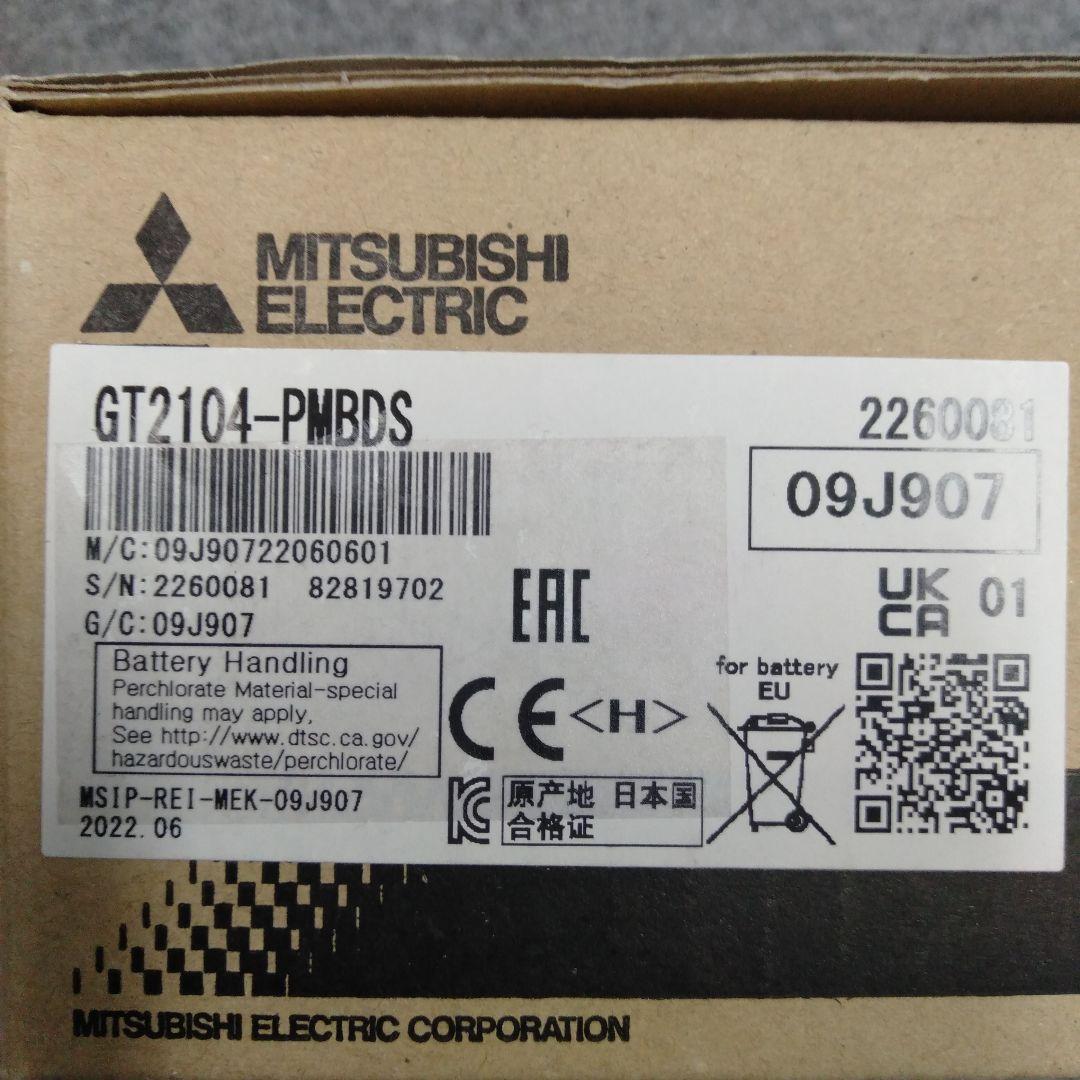 MITSUBISHI
ELECTRIC
GT2104-PMBDS
2260081
09J907
M/C:09J90722060601
S/N:2260081 82819702
G/C:09J907
EAC
UK
CA
01
Battery Handling
Perchlorate Material-special
handling may apply,
See http://www.dtsc.ca.gov/
hazardouswaste/perchlorate/
CE
<H>
for battery
EU
MSIP-REI-MEK-09J907
2022.06
KC
原产地 日本国
合格证
MITSUBISHI ELECTRIC CORPORATION